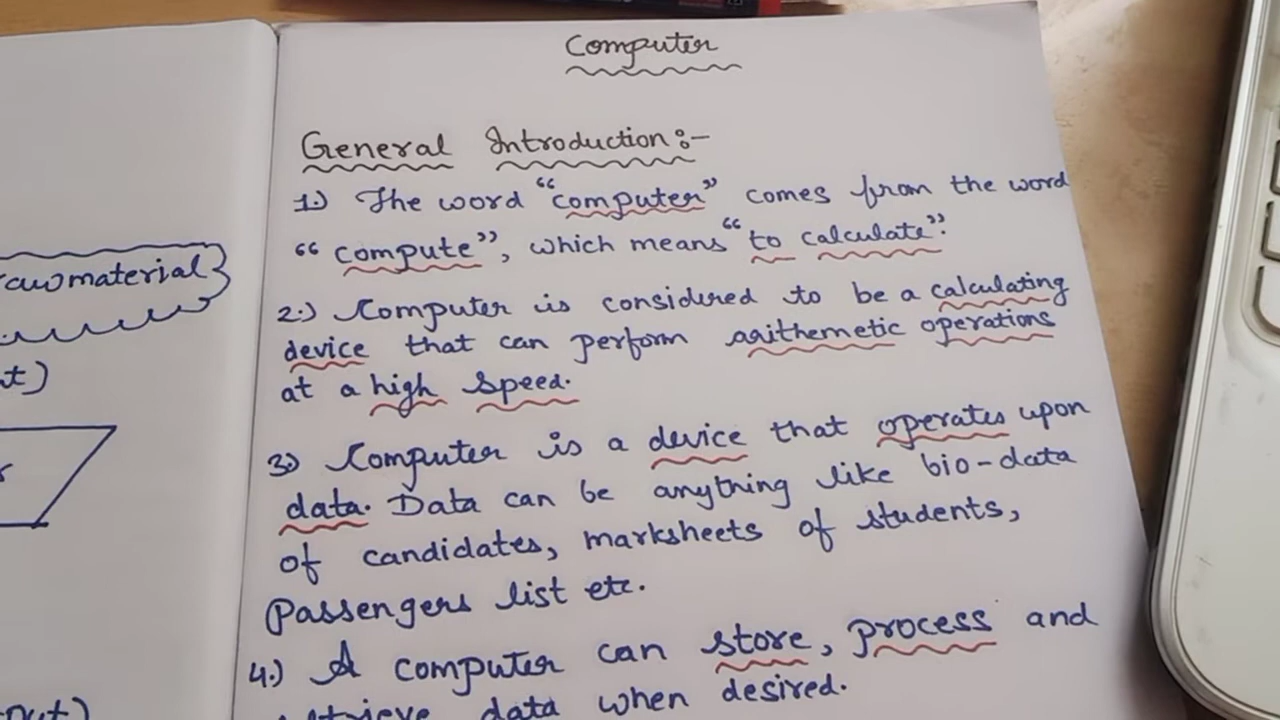 Computer
General Introduction:-
1.) The word "computer" comes from the word
"compute", which means "to calculate".
2.) Computer is considered to be a calculating
device that can perform arithemetic operations
at a high speed.
3.) Computer is a device that operates upon
data. Data can be anything like bio-data
of candidates, marksheets of students,
Passengers list etc.
4.) A computer can store, process and
retrieve data when desired.
rawmaterial